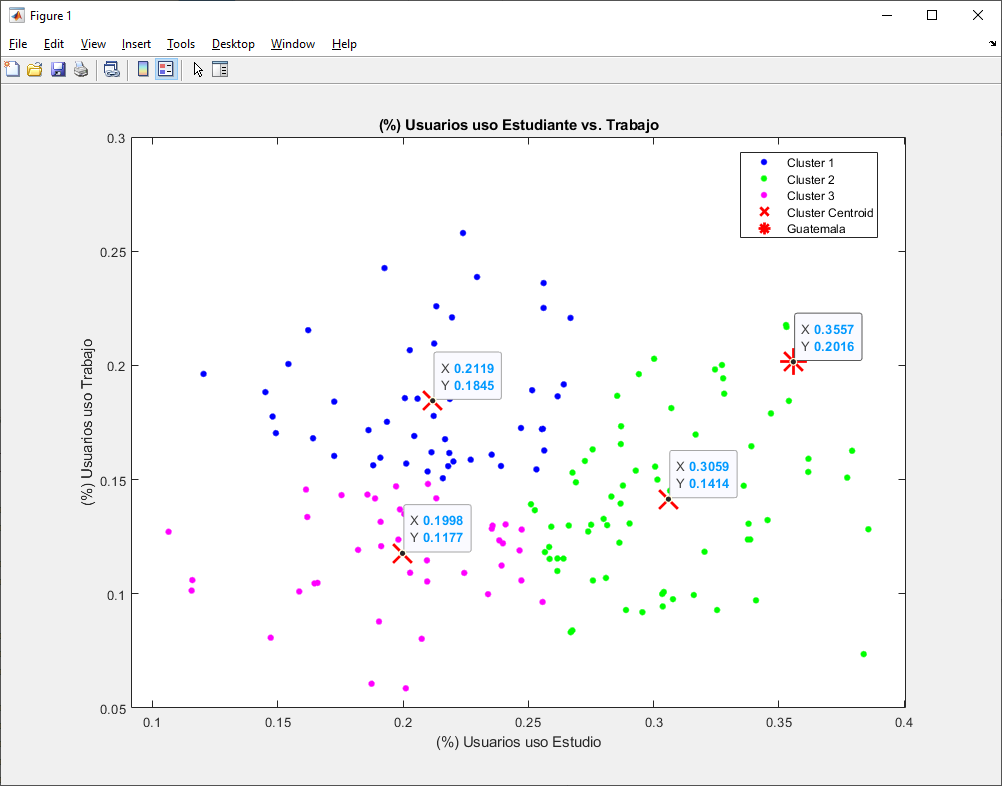 Figure 1
File Edit View Insert Tools Desktop Window Help
(%) Usuarios uso Estudiante vs. Trabajo
Cluster 1
Cluster 2
Cluster 3
Cluster Centroid
Guatemala
0.3
0.25
0.2
0.15
0.1
0.05
(%) Usuarios uso Trabajo
X 0.3557
Y 0.2016
X 0.2119
Y 0.1845
X 0.3059
Y 0.1414
X 0.1998
Y 0.1177
0.1 0.15 0.2 0.25 0.3 0.35 0.4
(%) Usuarios uso Estudio